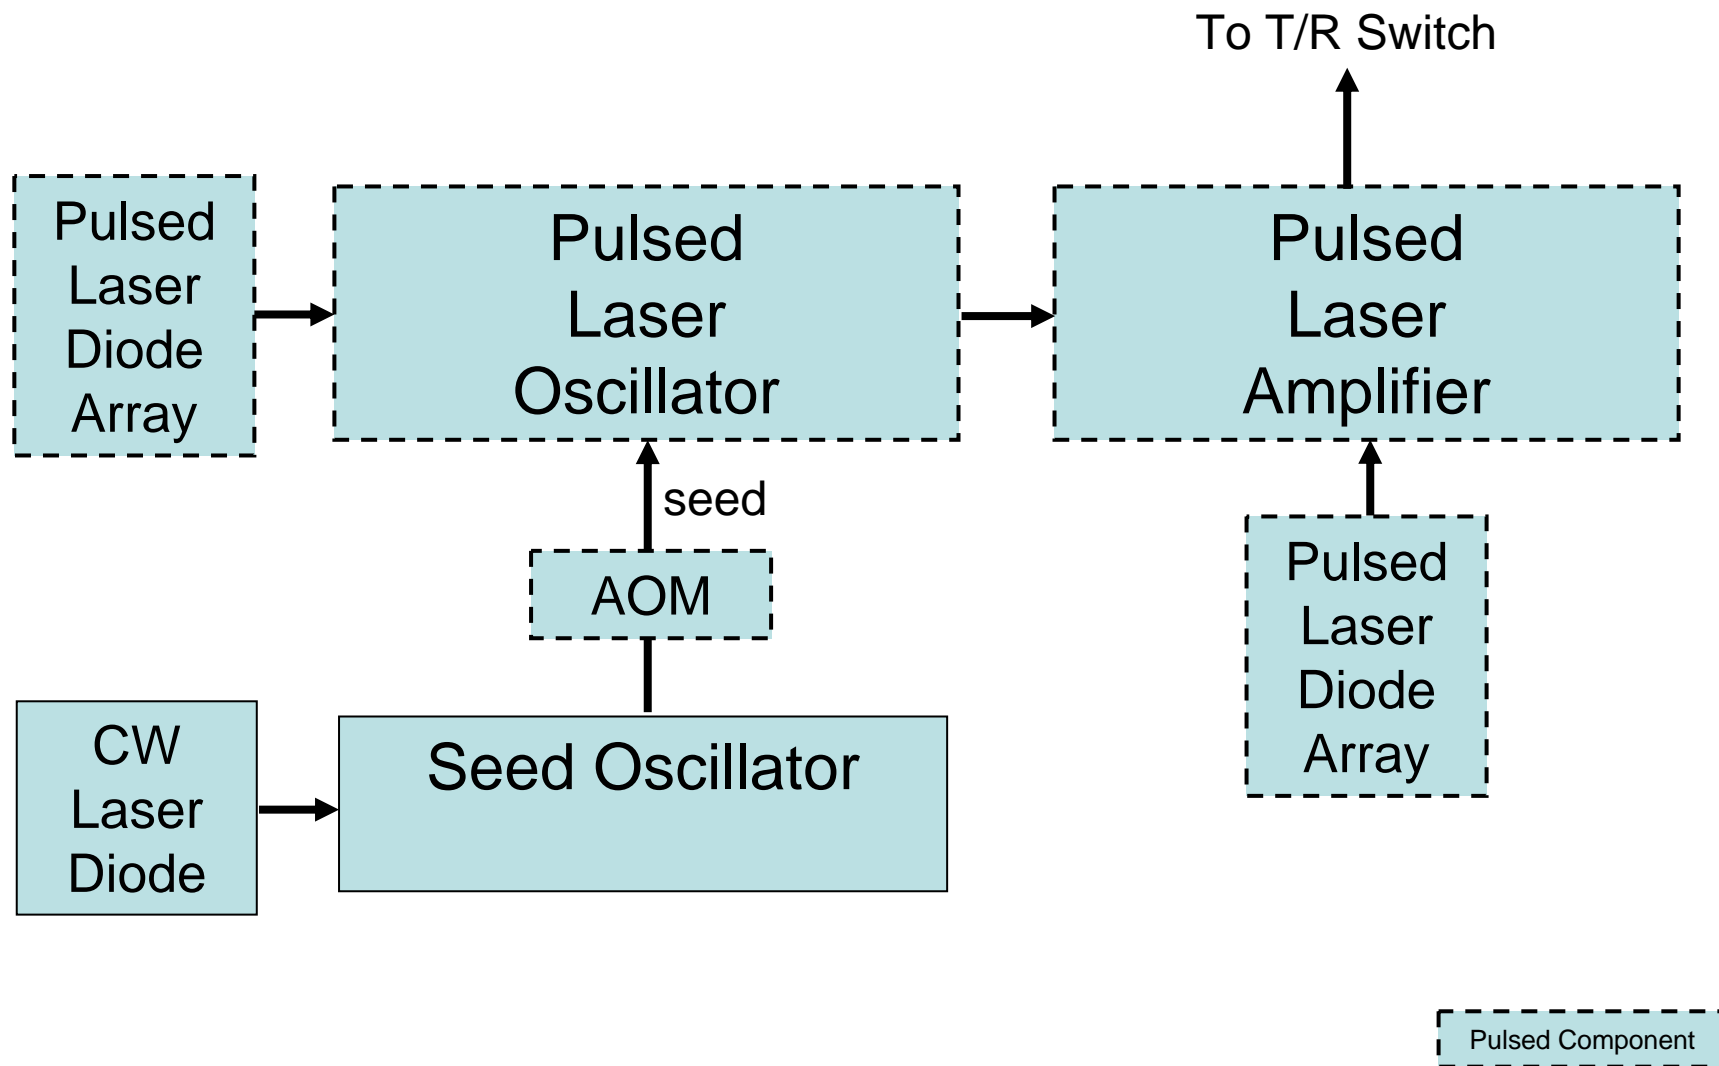 To T/R Switch
Pulsed
Laser
Diode
Array
Pulsed
Laser
Oscillator
Pulsed
Laser
Amplifier
seed
AOM
Pulsed
Laser
Diode
Array
CW
Laser
Diode
Seed Oscillator
Pulsed Component